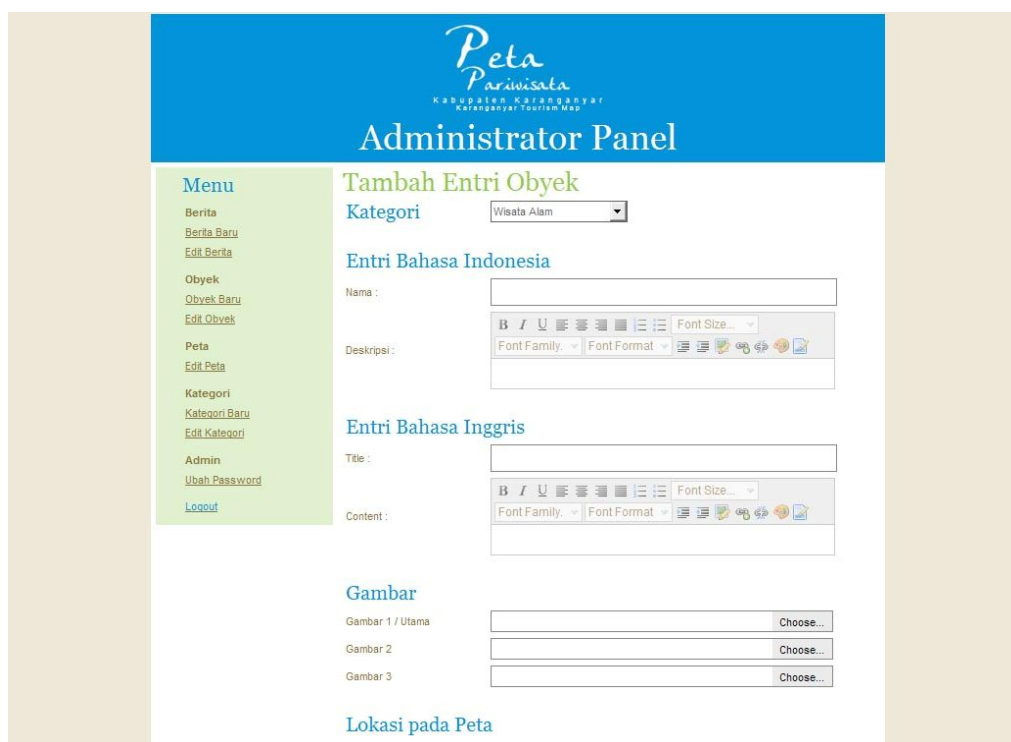 Peta
Pariwisata
Kabupaten Karanganyar
Karanganyar Tourism Map
Administrator Panel
Menu
Berita
Berita Baru
Edit Berita
Obyek
Obyek Baru
Edit Obyek
Peta
Edit Peta
Kategori
Kategori Baru
Edit Kategori
Admin
Ubah Password
Logout
Tambah Entri Obyek
Kategori Wisata Alam
Entri Bahasa Indonesia
Nama :
B I U Font Size...
Deskripsi : Font Family. Font Format
Entri Bahasa Inggris
Title :
B I U Font Size...
Content : Font Family. Font Format
Gambar
Gambar 1 / Utama Choose...
Gambar 2 Choose...
Gambar 3 Choose...
Lokasi pada Peta